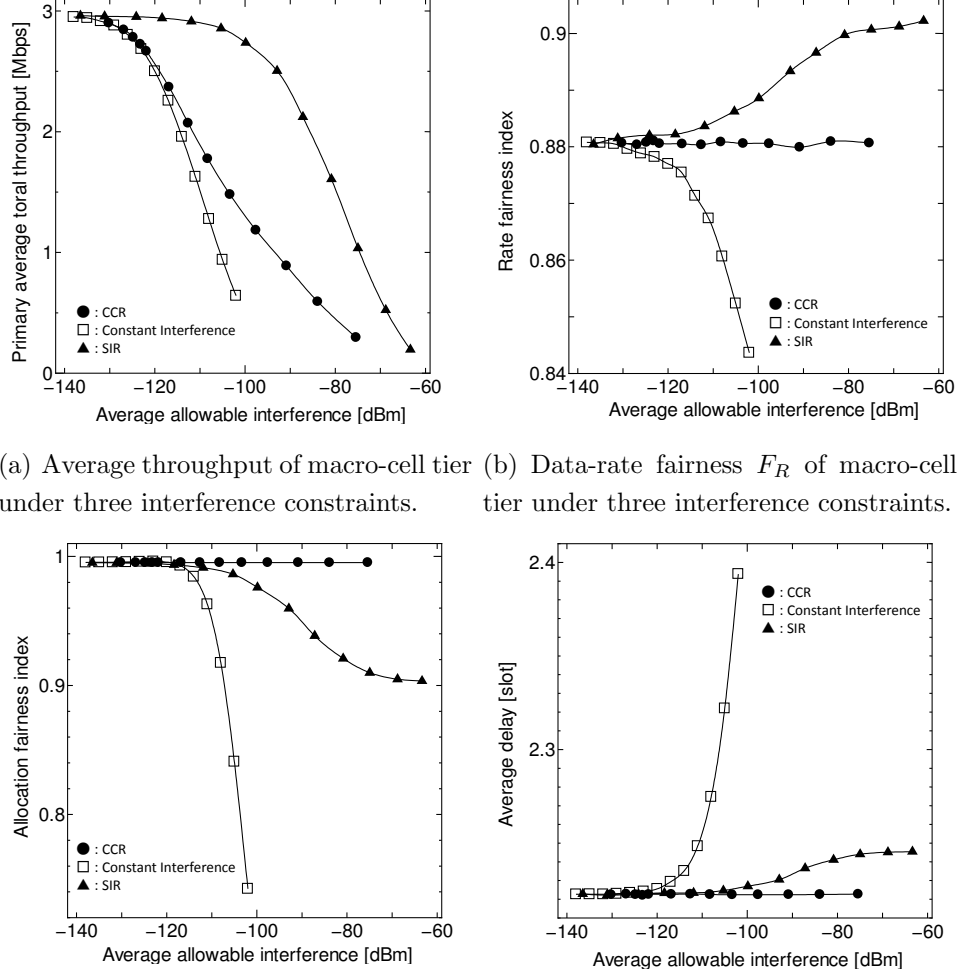 3
2
1
0
Primary average toral throughput [Mbps]
: CCR
: Constant Interference
: SIR
−140 −120 −100 −80 −60
Average allowable interference [dBm]
0.9
0.88
0.86
0.84
Rate fairness index
: CCR
: Constant Interference
: SIR
−140 −120 −100 −80 −60
Average allowable interference [dBm]
(a) Average throughput of macro-cell tier
under three interference constraints.
(b) Data-rate fairness F_R of macro-cell
tier under three interference constraints.
1
0.9
0.8
Allocation fairness index
: CCR
: Constant Interference
: SIR
−140 −120 −100 −80 −60
Average allowable interference [dBm]
2.4
2.3
Average delay [slot]
: CCR
: Constant Interference
: SIR
−140 −120 −100 −80 −60
Average allowable interference [dBm]